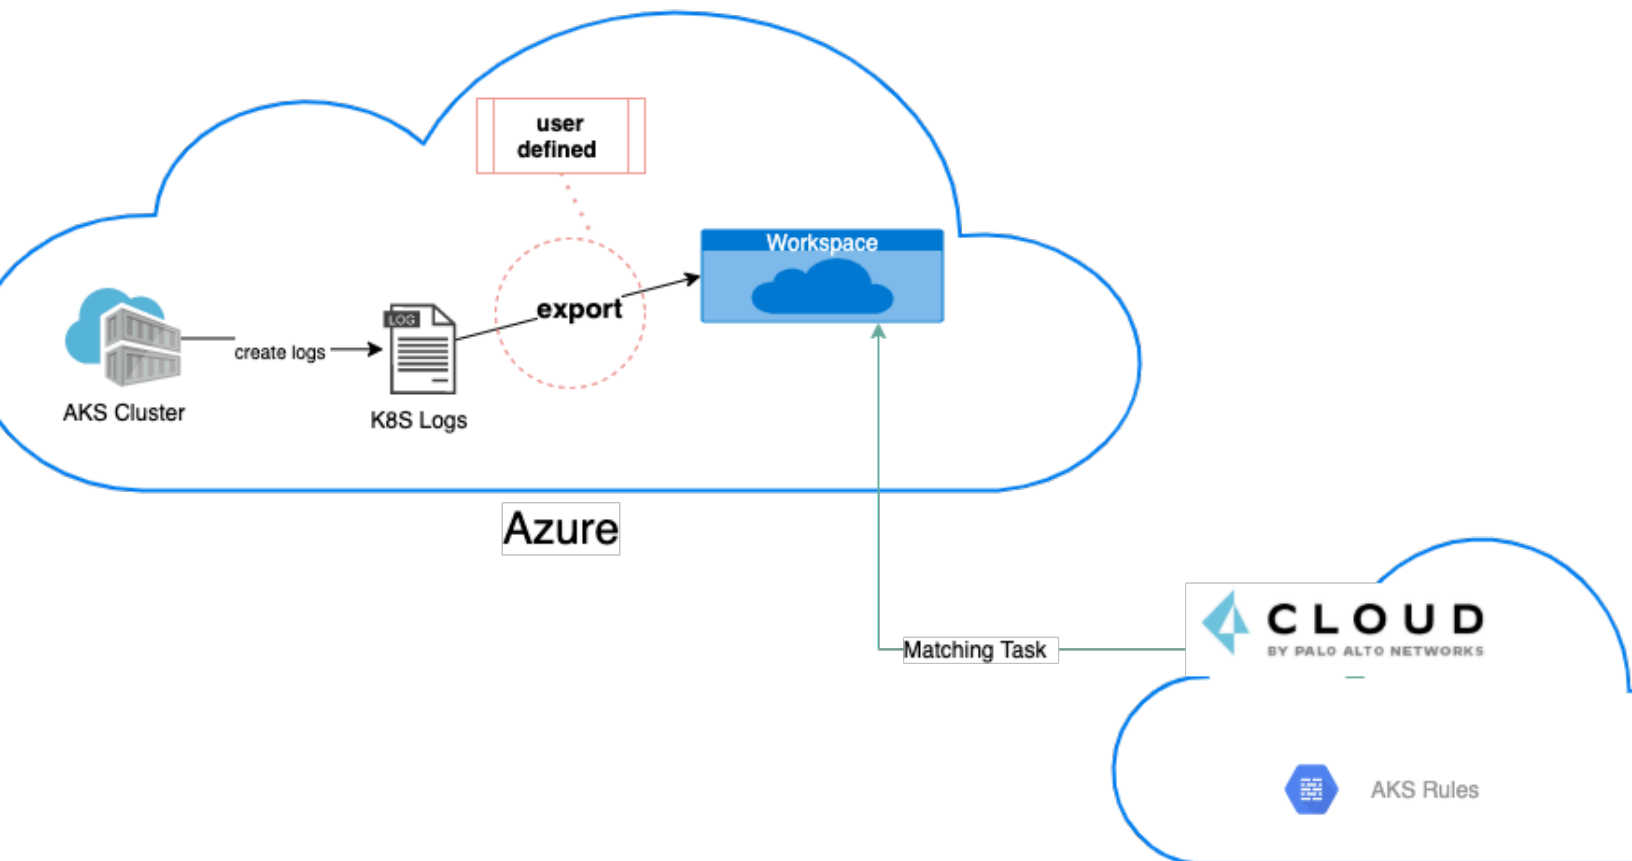 user
defined
Workspace
export
LOG
create logs
AKS Cluster
K8S Logs
Azure
CLOUD
BY PALO ALTO NETWORKS
Matching Task
AKS Rules